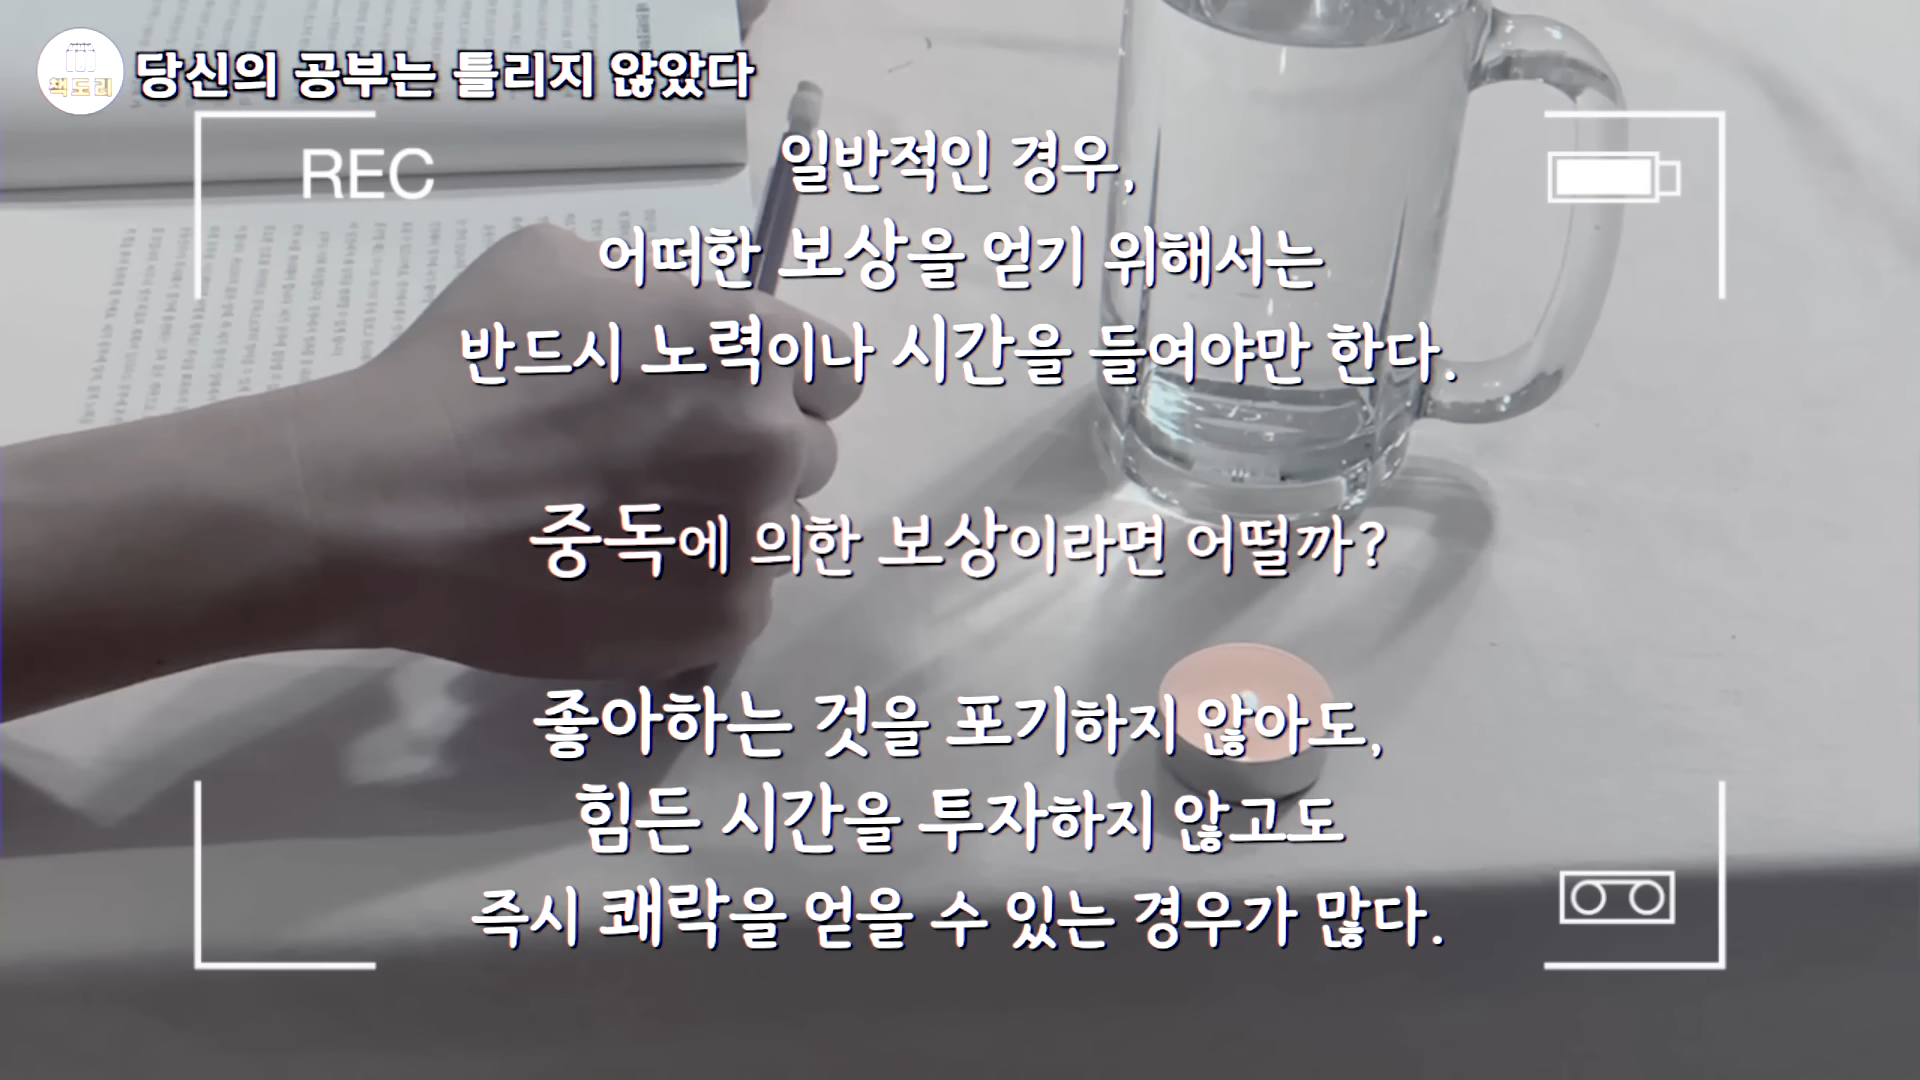 책도리
당신의 공부는 틀리지 않았다
REC
일반적인 경우,
어떠한 보상을 얻기 위해서는
반드시 노력이나 시간을 들여야만 한다.
중독에 의한 보상이라면 어떨까?
좋아하는 것을 포기하지 않아도,
힘든 시간을 투자하지 않고도
즉시 쾌락을 얻을 수 있는 경우가 많다.